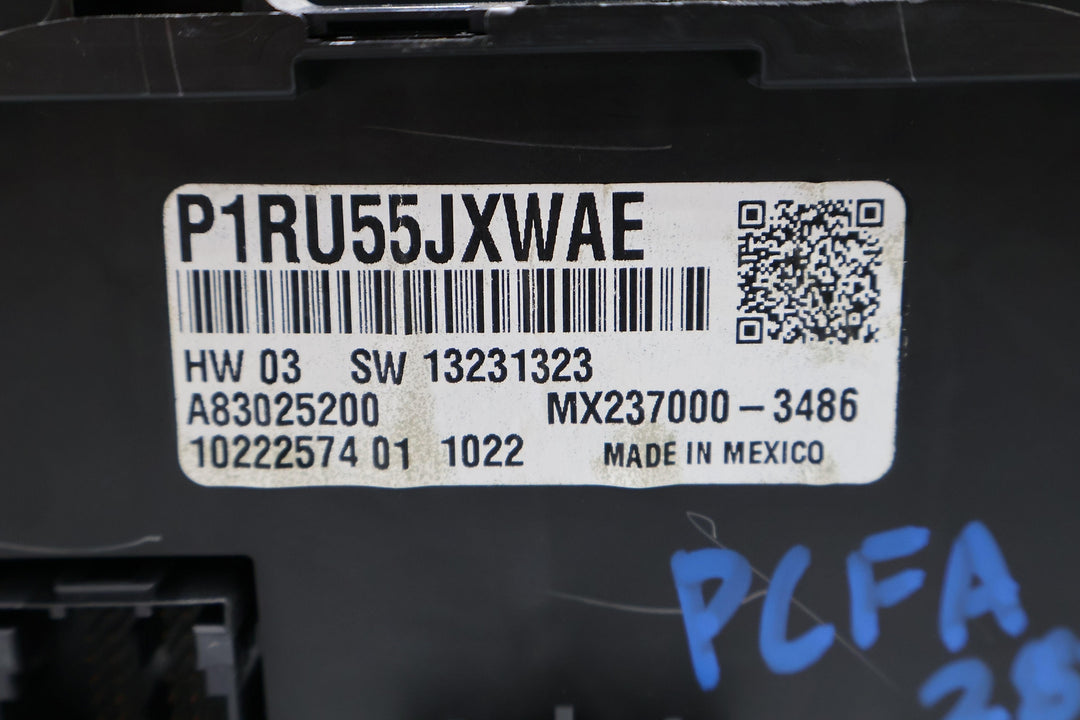 P1RU55JXWAE
HW 03 SW 13231323
A83025200 MX237000-3486
10222574 01 1022 MADE IN MEXICO
PCFA